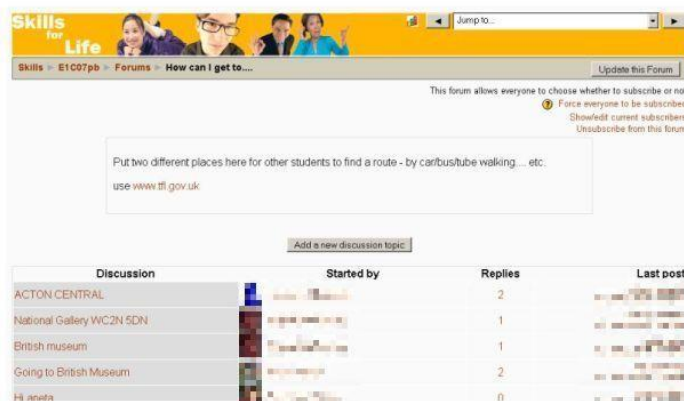 Skills
for
Life
Jump to...
Skills ► E1C07pb ► Forums ► How can I get to....
Update this Forum
This forum allows everyone to choose whether to subscribe or no
Force everyone to be subscribe
Show/edit current subscribers
Unsubscribe from this forum
Put two different places here for other students to find a route - by car/bus/tube walking.... etc.
use www.tfl.gov.uk
Add a new discussion topic
Discussion Started by Replies Last post
ACTON CENTRAL 2
National Gallery WC2N 5DN 1
British museum 1
Going to British Museum 2
Hi aneta 0